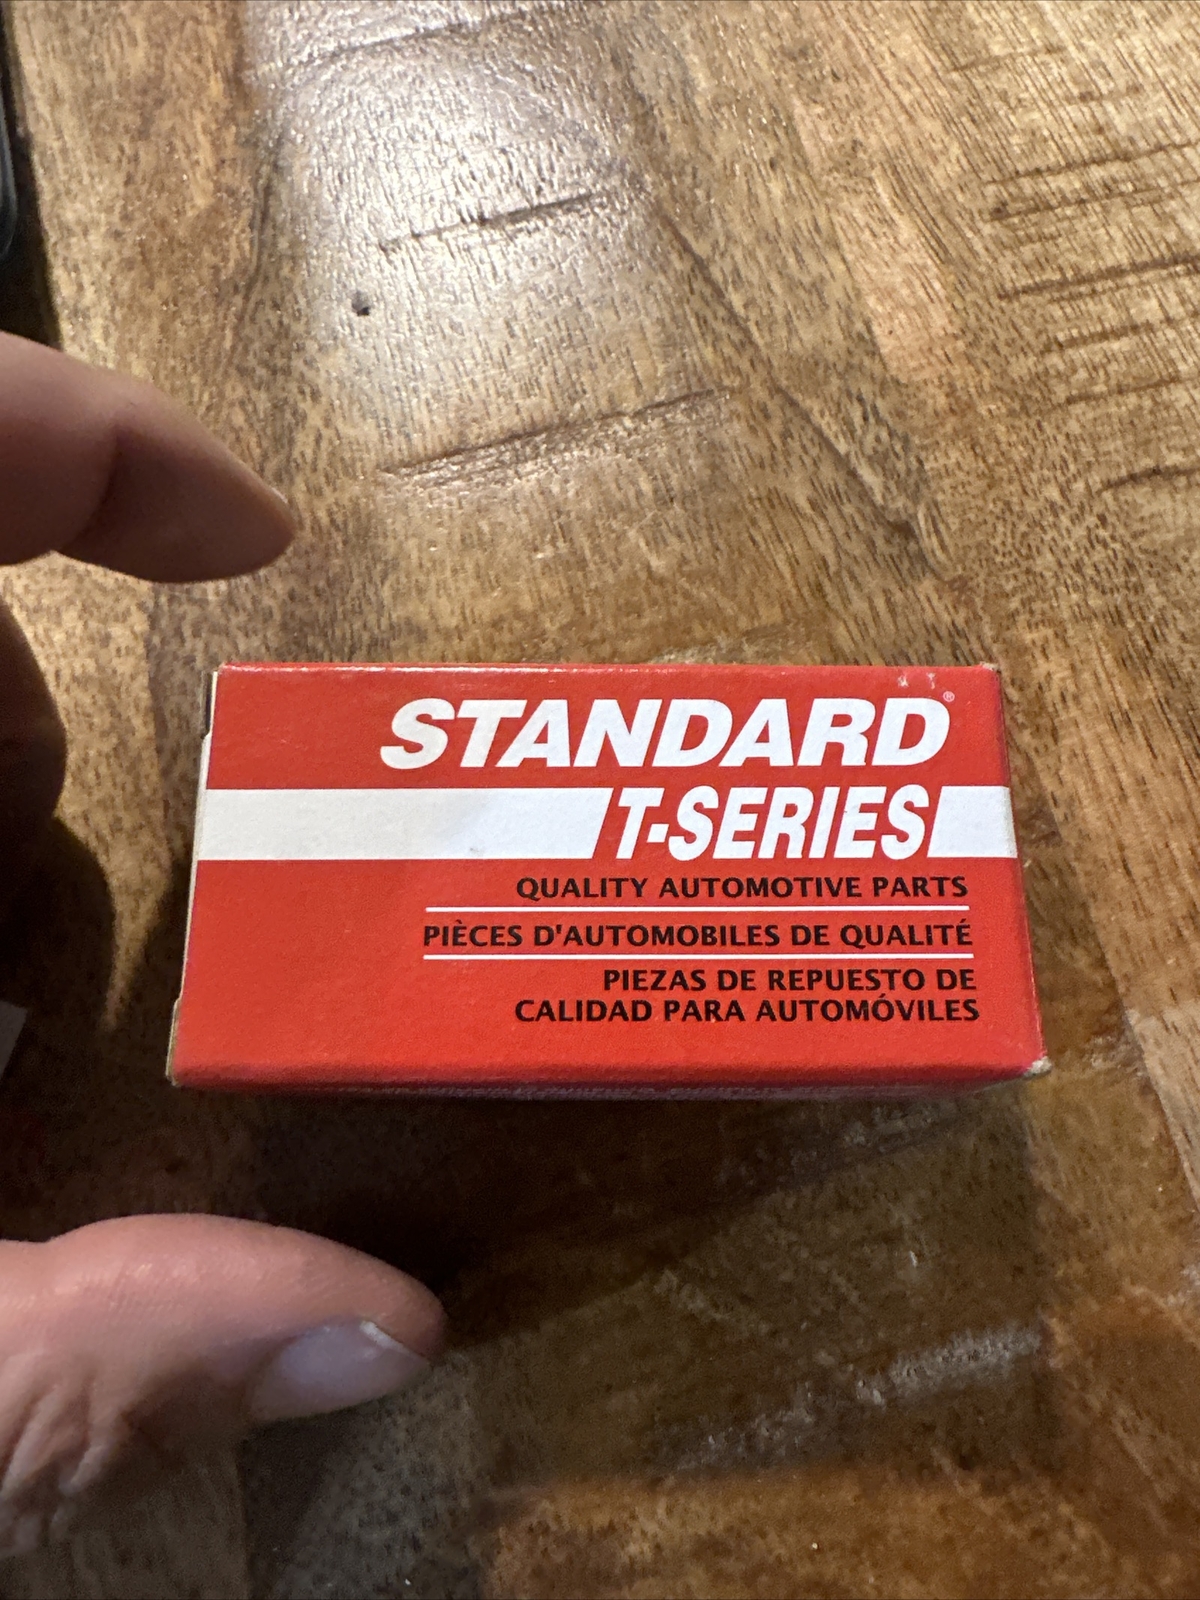 STANDARD®
T-SERIES
QUALITY AUTOMOTIVE PARTS
PIÈCES D'AUTOMOBILES DE QUALITÉ
PIEZAS DE REPUESTO DE
CALIDAD PARA AUTOMÓVILES